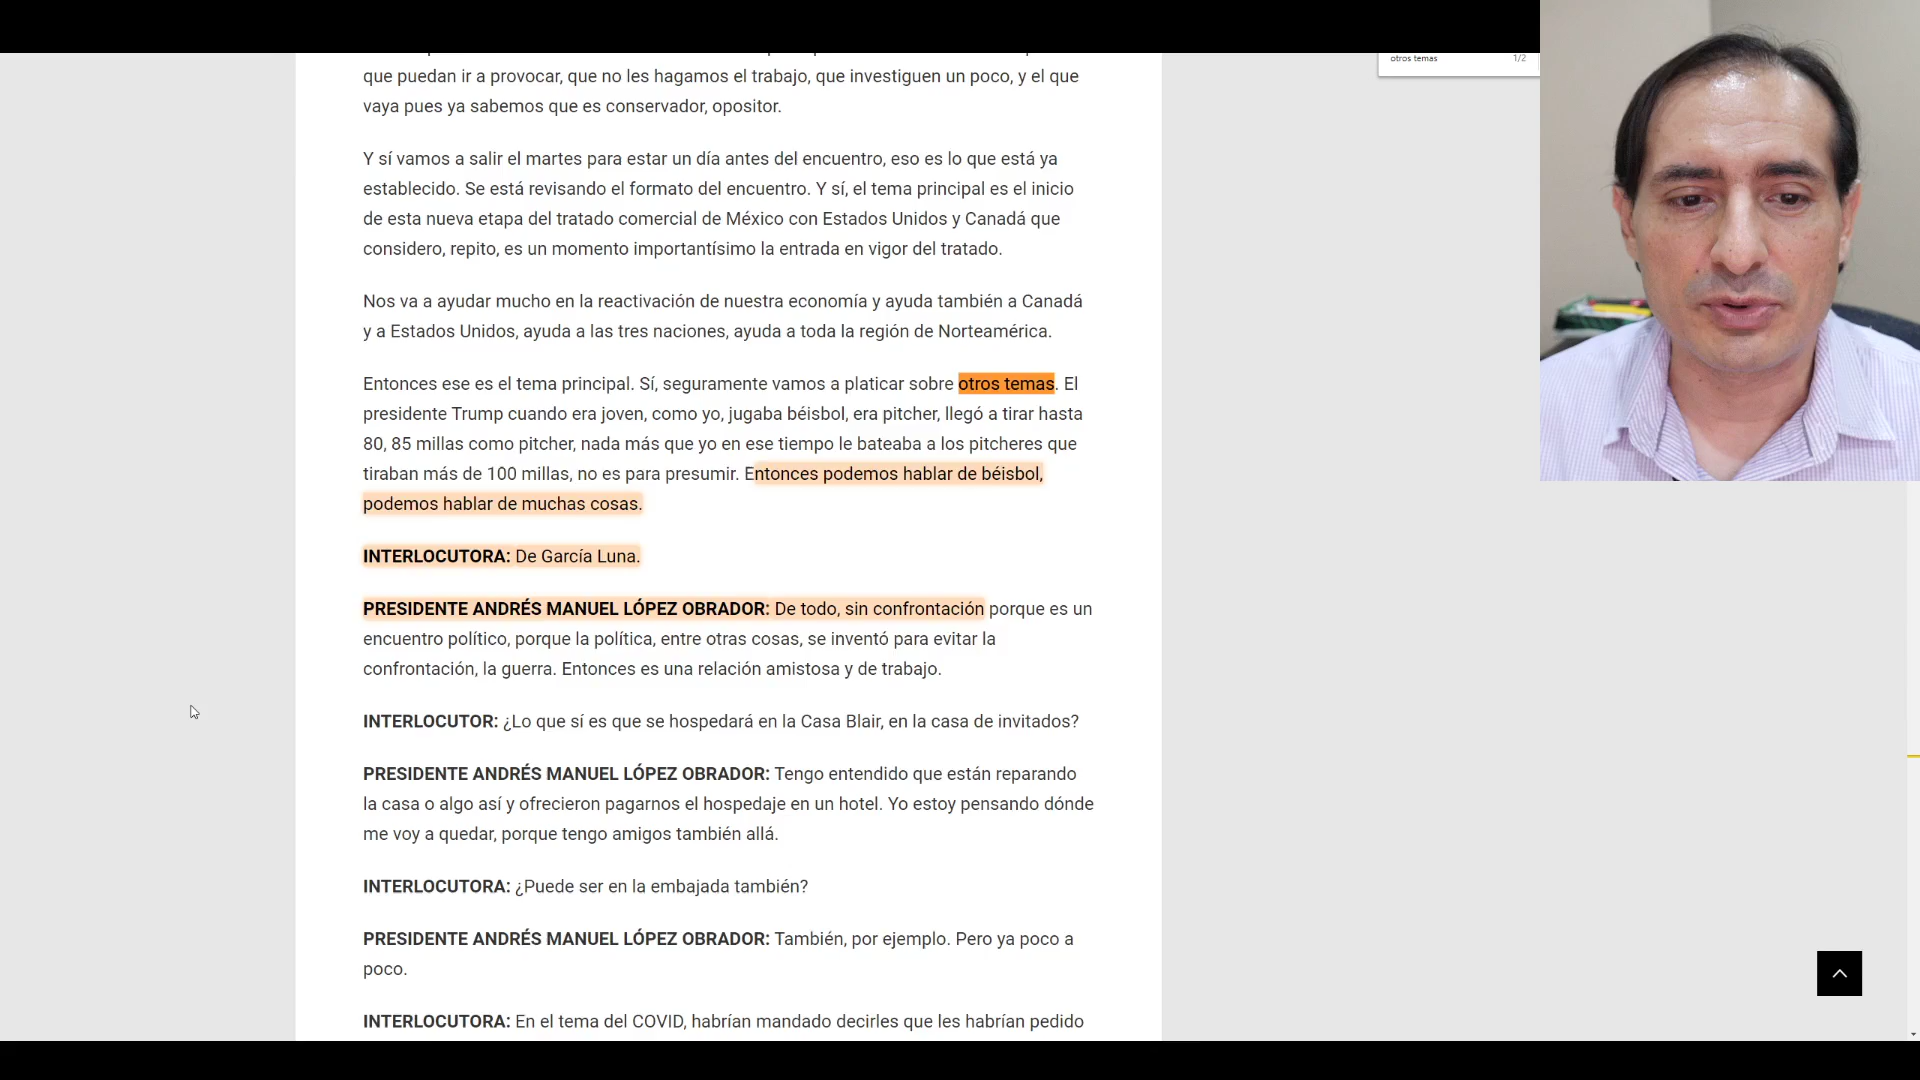 otros temas 1/2
que puedan ir a provocar, que no les hagamos el trabajo, que investiguen un poco, y el que
vaya pues ya sabemos que es conservador, opositor.
Y sí vamos a salir el martes para estar un día antes del encuentro, eso es lo que está ya
establecido. Se está revisando el formato del encuentro. Y sí, el tema principal es el inicio
de esta nueva etapa del tratado comercial de México con Estados Unidos y Canadá que
considero, repito, es un momento importantísimo la entrada en vigor del tratado.
Nos va a ayudar mucho en la reactivación de nuestra economía y ayuda también a Canadá
y a Estados Unidos, ayuda a las tres naciones, ayuda a toda la región de Norteamérica.
Entonces ese es el tema principal. Sí, seguramente vamos a platicar sobre otros temas. El
presidente Trump cuando era joven, como yo, jugaba béisbol, era pitcher, llegó a tirar hasta
80, 85 millas como pitcher, nada más que yo en ese tiempo le bateaba a los pitcheres que
tiraban más de 100 millas, no es para presumir. Entonces podemos hablar de béisbol,
podemos hablar de muchas cosas.
INTERLOCUTORA: De García Luna.
PRESIDENTE ANDRÉS MANUEL LÓPEZ OBRADOR: De todo, sin confrontación porque es un
encuentro político, porque la política, entre otras cosas, se inventó para evitar la
confrontación, la guerra. Entonces es una relación amistosa y de trabajo.
INTERLOCUTOR: ¿Lo que sí es que se hospedará en la Casa Blair, en la casa de invitados?
PRESIDENTE ANDRÉS MANUEL LÓPEZ OBRADOR: Tengo entendido que están reparando
la casa o algo así y ofrecieron pagarnos el hospedaje en un hotel. Yo estoy pensando dónde
me voy a quedar, porque tengo amigos también allá.
INTERLOCUTORA: ¿Puede ser en la embajada también?
PRESIDENTE ANDRÉS MANUEL LÓPEZ OBRADOR: También, por ejemplo. Pero ya poco a
poco.
INTERLOCUTORA: En el tema del COVID, habrían mandado decirles que les habrían pedido